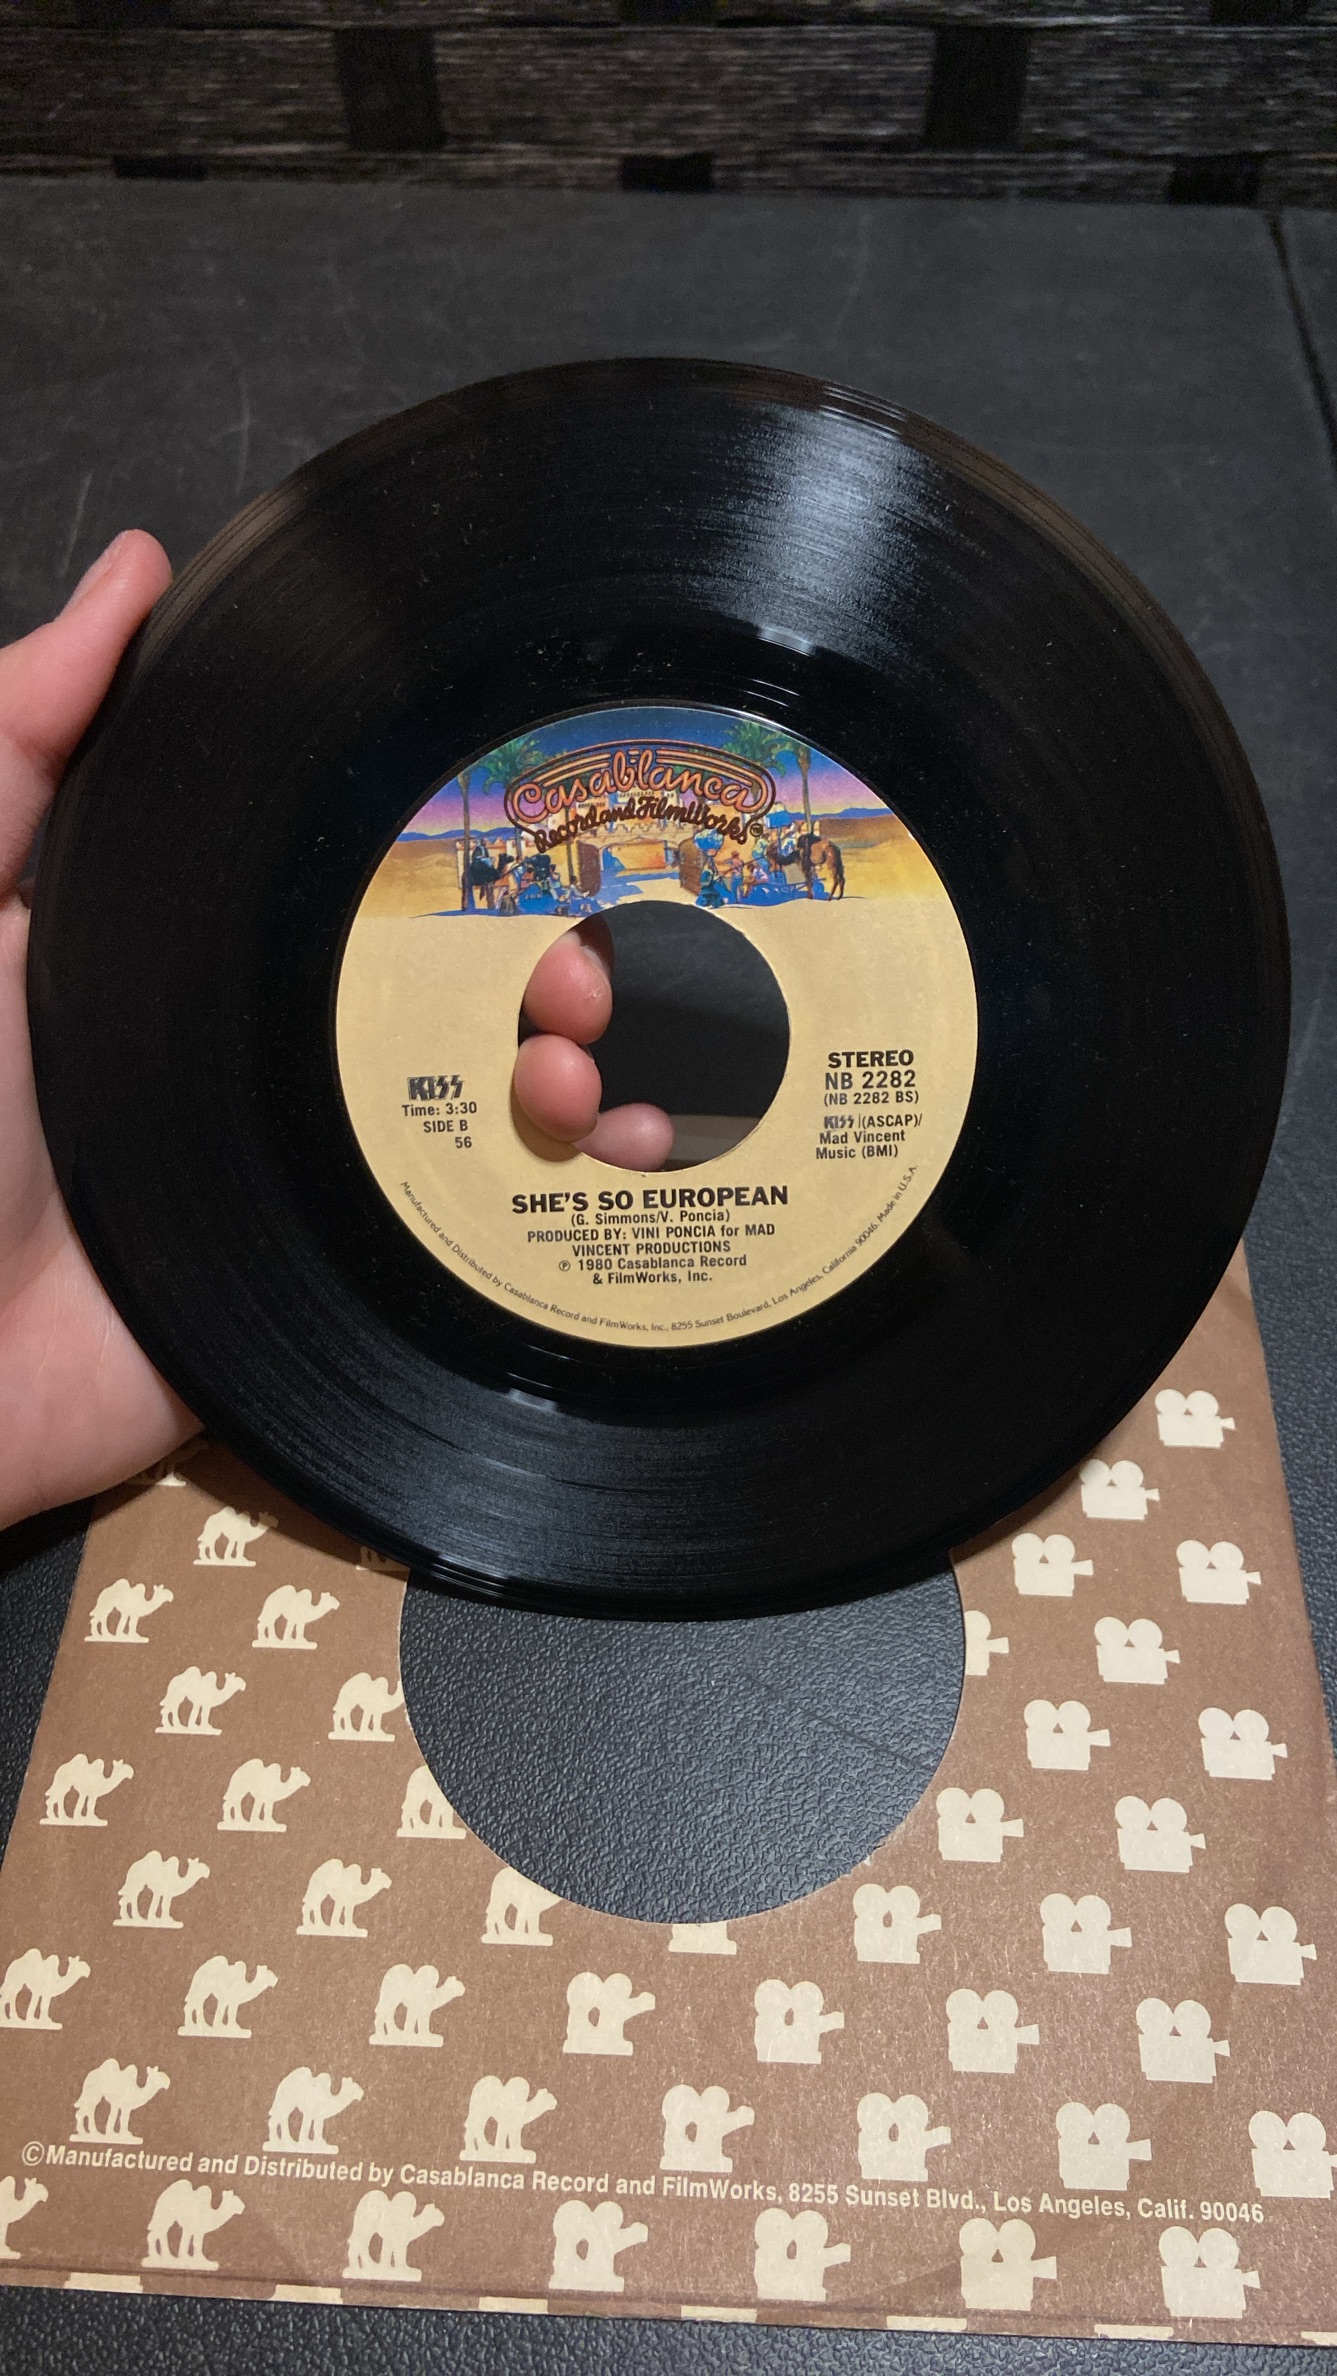 Casablanca
Record and FilmWorks
KISS
Time: 3:30
SIDE B
56
STEREO
NB 2282
(NB 2282 BS)
KISS (ASCAP)/
Mad Vincent
Music (BMI)
SHE'S SO EUROPEAN
(G. Simmons/V. Poncia)
PRODUCED BY: VINI PONCIA for MAD
VINCENT PRODUCTIONS
℗ 1980 Casablanca Record
& FilmWorks, Inc.
Manufactured and Distributed by Casablanca Record and FilmWorks, Inc., 8255 Sunset Boulevard, Los Angeles, California 90046. Made in U.S.A.
©Manufactured and Distributed by Casablanca Record and FilmWorks, 8255 Sunset Blvd., Los Angeles, Calif. 90046